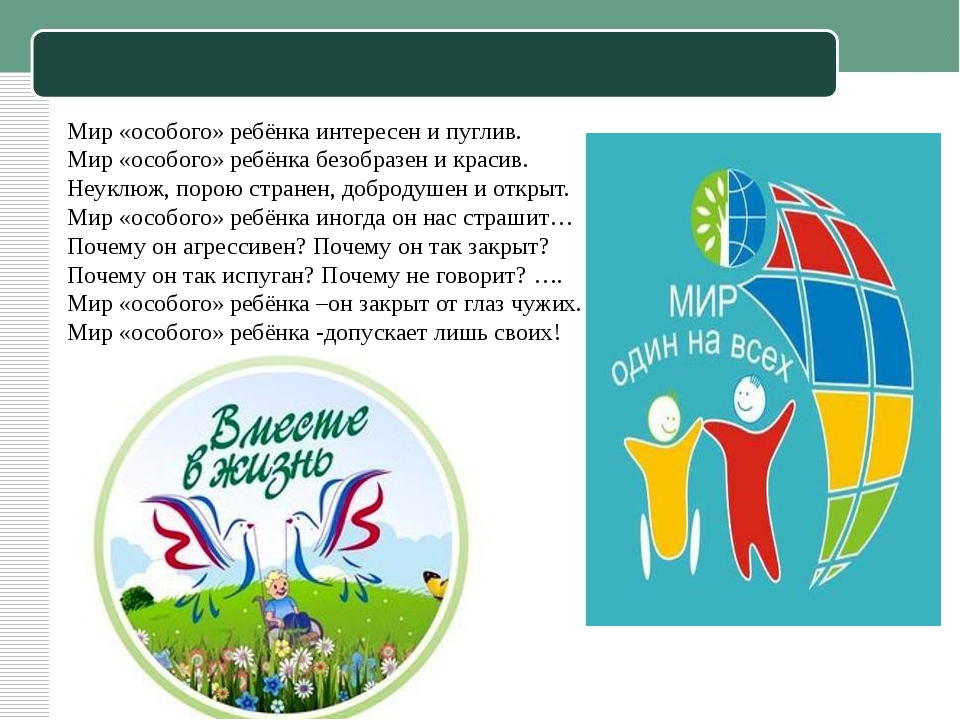 Мир «особого» ребёнка интересен и пуглив.
Мир «особого» ребёнка безобразен и красив.
Неуклюж, порою странен, добродушен и открыт.
Мир «особого» ребёнка иногда он нас страшит…
Почему он агрессивен? Почему он так закрыт?
Почему он так испуган? Почему не говорит? ….
Мир «особого» ребёнка –он закрыт от глаз чужих.
Мир «особого» ребёнка -допускает лишь своих!
МИР
один на всех
Вместе
в жизнь